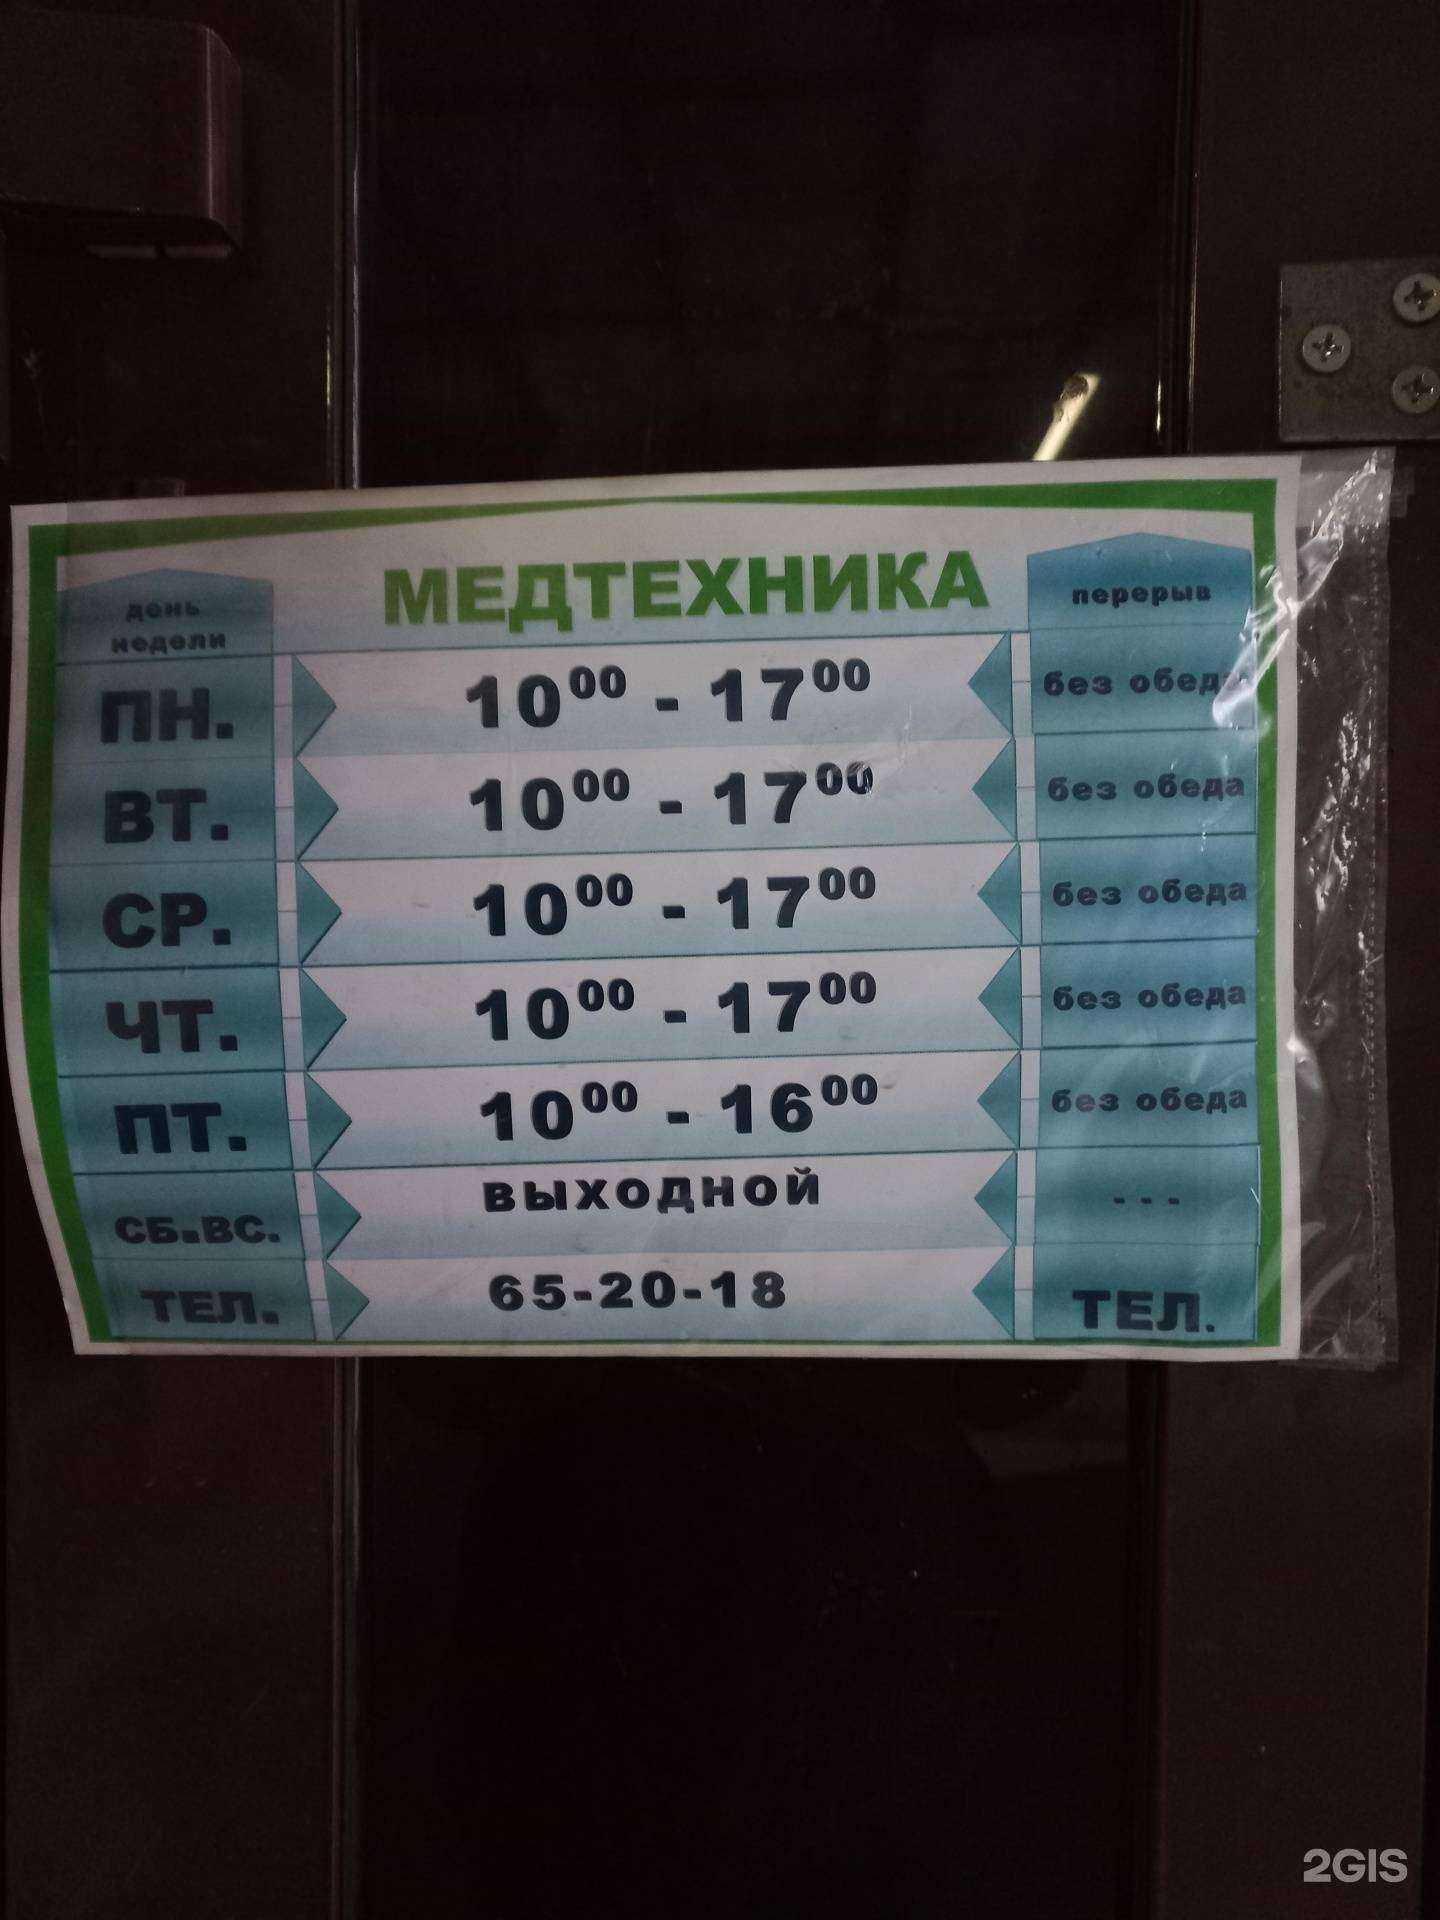 МЕДТЕХНИКА
день недели перерыв
ПН. 10⁰⁰ - 17⁰⁰ без обеда
ВТ. 10⁰⁰ - 17⁰⁰ без обеда
СР. 10⁰⁰ - 17⁰⁰ без обеда
ЧТ. 10⁰⁰ - 17⁰⁰ без обеда
ПТ. 10⁰⁰ - 16⁰⁰ без обеда
СБ.ВС. ВЫХОДНОЙ - - -
ТЕЛ. 65-20-18 ТЕЛ.
2GIS